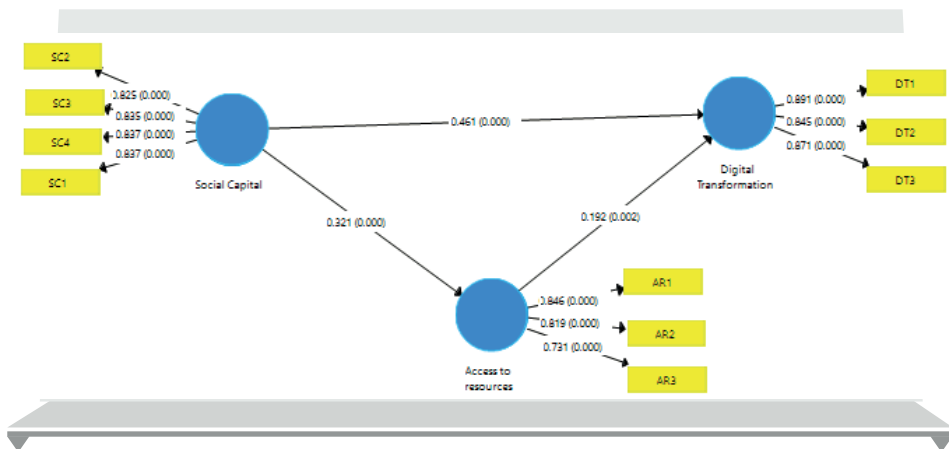 SC2
SC3
SC4
SC1
0.825 (0.000)
0.835 (0.000)
0.837 (0.000)
0.837 (0.000)
Social Capital
0.461 (0.000)
0.321 (0.000)
0.192 (0.002)
Digital
Transformation
0.891 (0.000)
0.845 (0.000)
0.871 (0.000)
DT1
DT2
DT3
Access to
resources
0.846 (0.000)
0.819 (0.000)
0.731 (0.000)
AR1
AR2
AR3